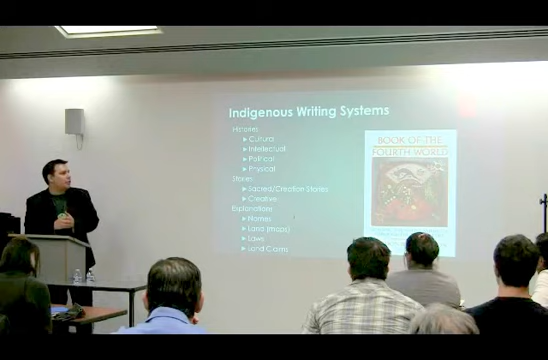 Indigenous Writing Systems
Histories
Cultural
Intellectual
Political
Physical
Stories
Sacred/Creation Stories
Creative
Explanations
Names
Land (maps)
Laws
Land Claims
BOOK OF THE
FOURTH WORLD